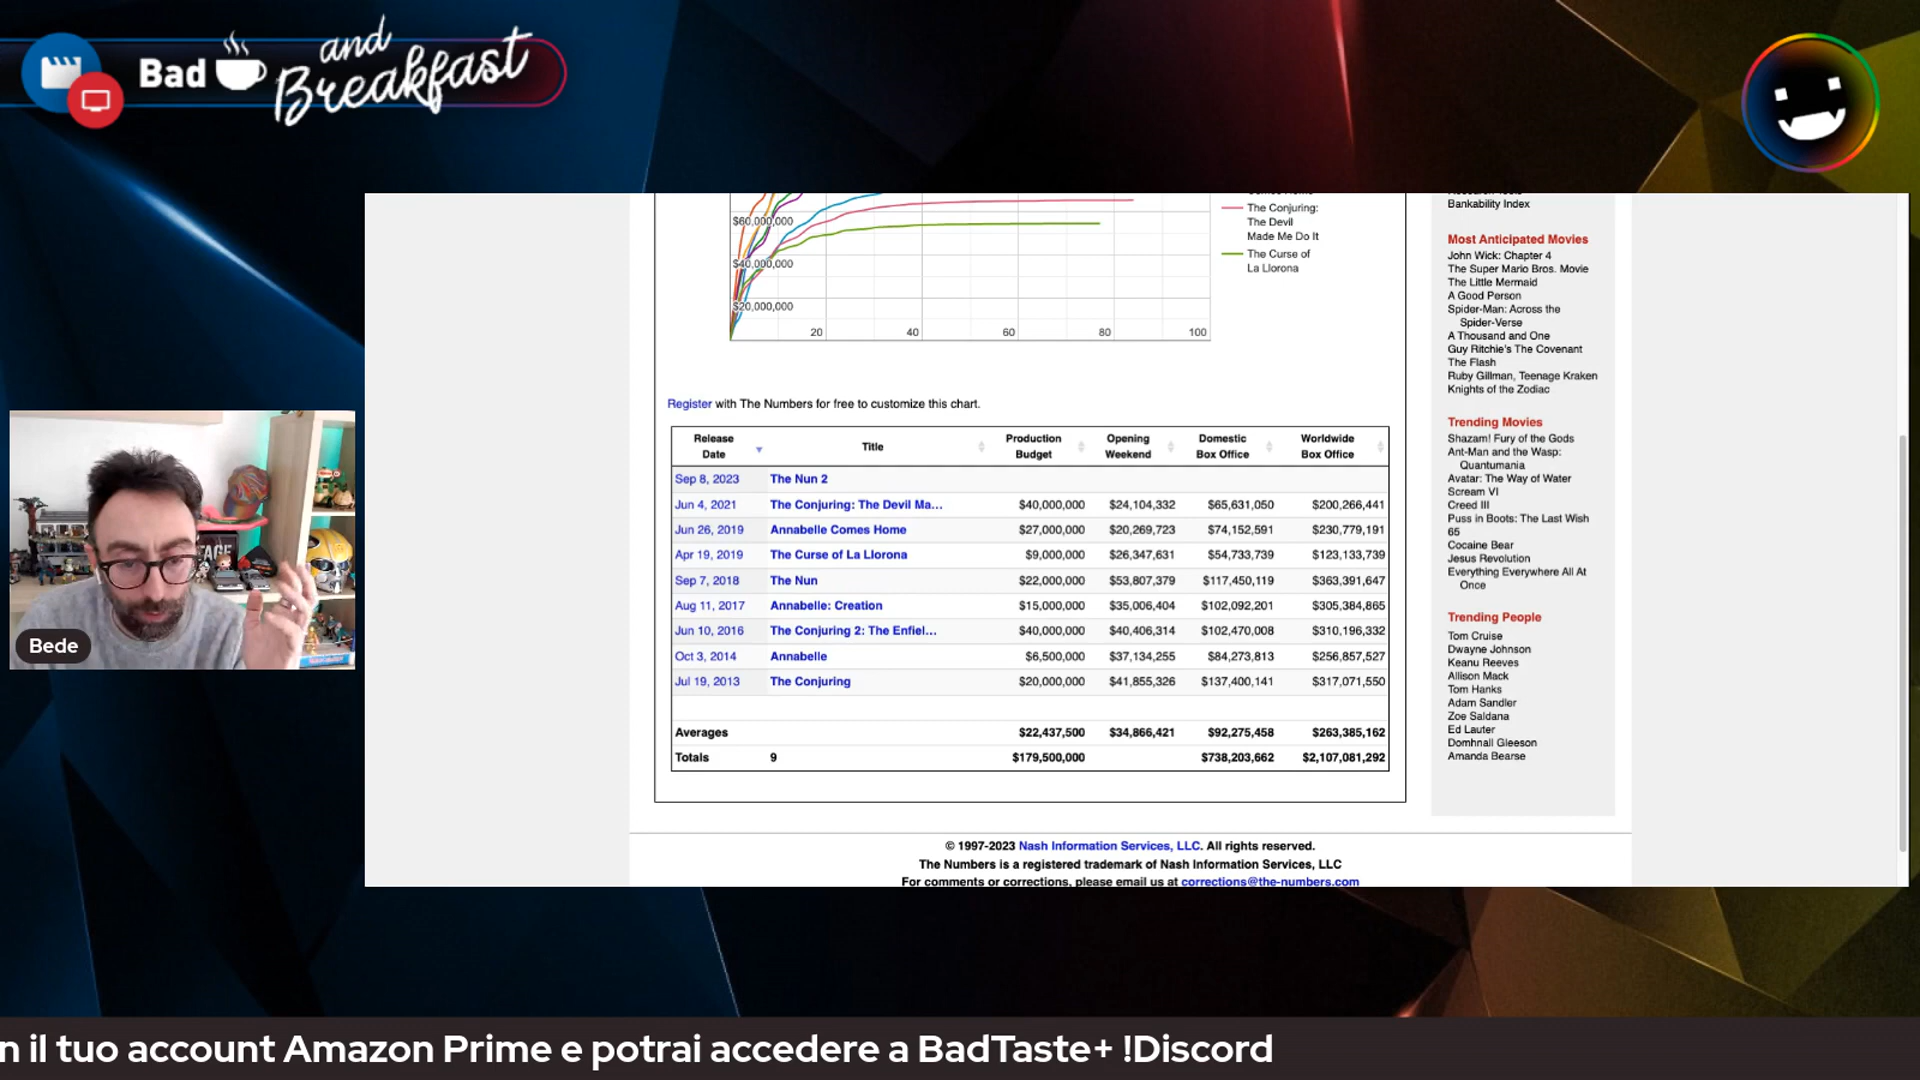 Bad and Breakfast
$60,000,000
$40,000,000
$20,000,000
20 40 60 80 100
The Conjuring:
The Devil
Made Me Do It
The Curse of
La Llorona
Register with The Numbers for free to customize this chart.
Release Date Title Production Budget Opening Weekend Domestic Box Office Worldwide Box Office
Sep 8, 2023 The Nun 2
Jun 4, 2021 The Conjuring: The Devil Ma... $40,000,000 $24,104,332 $65,631,050 $200,266,441
Jun 26, 2019 Annabelle Comes Home $27,000,000 $20,269,723 $74,152,591 $230,779,191
Apr 19, 2019 The Curse of La Llorona $9,000,000 $26,347,631 $54,733,739 $123,133,739
Sep 7, 2018 The Nun $22,000,000 $53,807,379 $117,450,119 $363,391,647
Aug 11, 2017 Annabelle: Creation $15,000,000 $35,006,404 $102,092,201 $305,384,865
Jun 10, 2016 The Conjuring 2: The Enfiel... $40,000,000 $40,406,314 $102,470,008 $310,196,332
Oct 3, 2014 Annabelle $6,500,000 $37,134,255 $84,273,813 $256,857,527
Jul 19, 2013 The Conjuring $20,000,000 $41,855,326 $137,400,141 $317,071,550
Averages $22,437,500 $34,866,421 $92,275,458 $263,385,162
Totals 9 $179,500,000 $738,203,662 $2,107,081,292
© 1997-2023 Nash Information Services, LLC. All rights reserved.
The Numbers is a registered trademark of Nash Information Services, LLC
For comments or corrections, please email us at corrections@the-numbers.com
Bankability Index
Most Anticipated Movies
John Wick: Chapter 4
The Super Mario Bros. Movie
The Little Mermaid
A Good Person
Spider-Man: Across the
Spider-Verse
A Thousand and One
Guy Ritchie's The Covenant
The Flash
Ruby Gillman, Teenage Kraken
Knights of the Zodiac
Trending Movies
Shazam! Fury of the Gods
Ant-Man and the Wasp:
Quantumania
Avatar: The Way of Water
Scream VI
Creed III
Puss in Boots: The Last Wish
65
Cocaine Bear
Jesus Revolution
Everything Everywhere All At
Once
Trending People
Tom Cruise
Dwayne Johnson
Keanu Reeves
Allison Mack
Tom Hanks
Adam Sandler
Zoe Saldana
Ed Lauter
Domhnall Gleeson
Amanda Bearse
Bede
n il tuo account Amazon Prime e potrai accedere a BadTaste+ !Discord